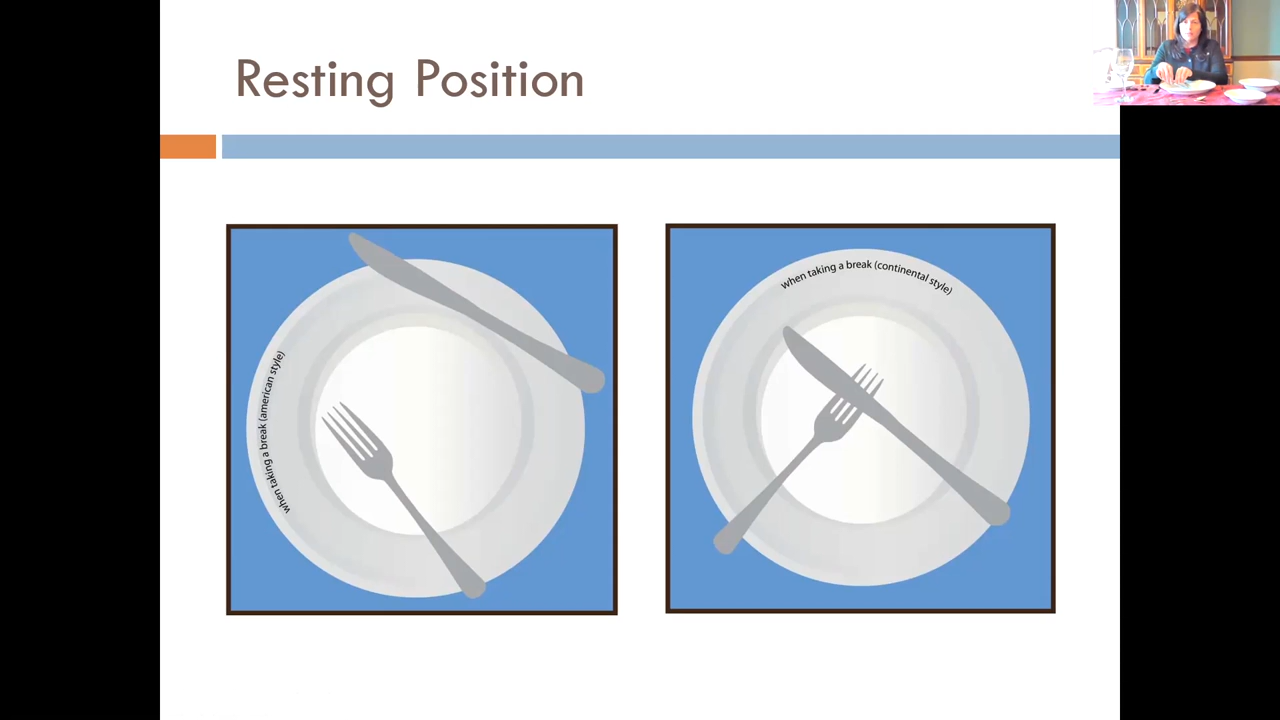 Resting Position
when taking a break (american style)
when taking a break (continental style)